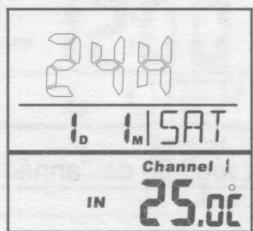 24H
1D 1M SAT
Channel 1
IN 25.0°C